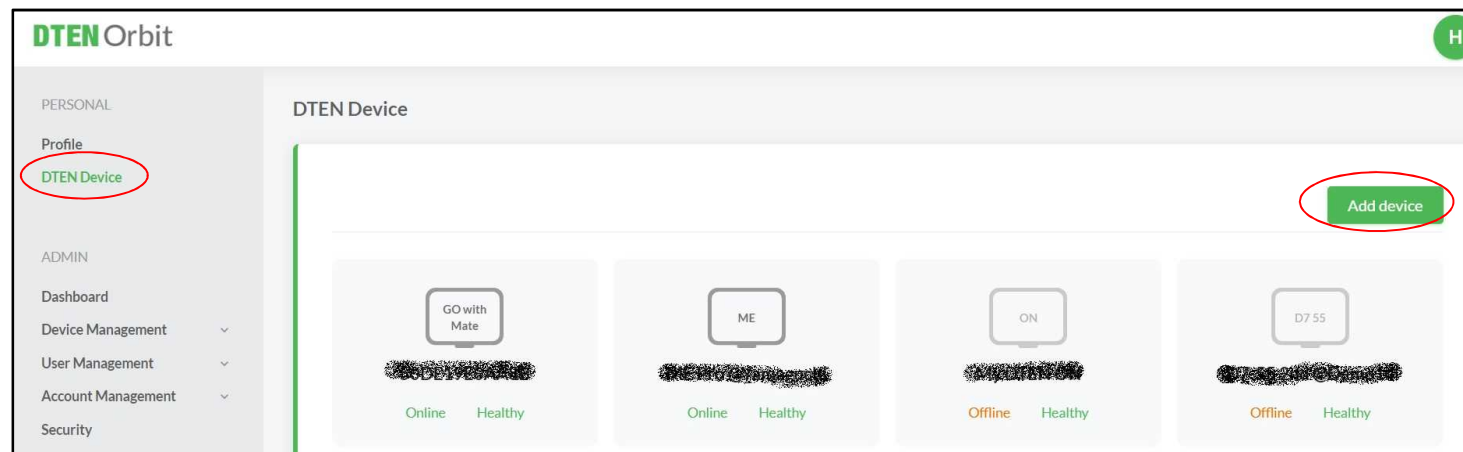 DTEN Orbit
H
PERSONAL
Profile
DTEN Device
ADMIN
Dashboard
Device Management
User Management
Account Management
Security
DTEN Device
Add device
GO with
Mate
Online Healthy
ME
Online Healthy
ON
Offline Healthy
D7 55
Offline Healthy